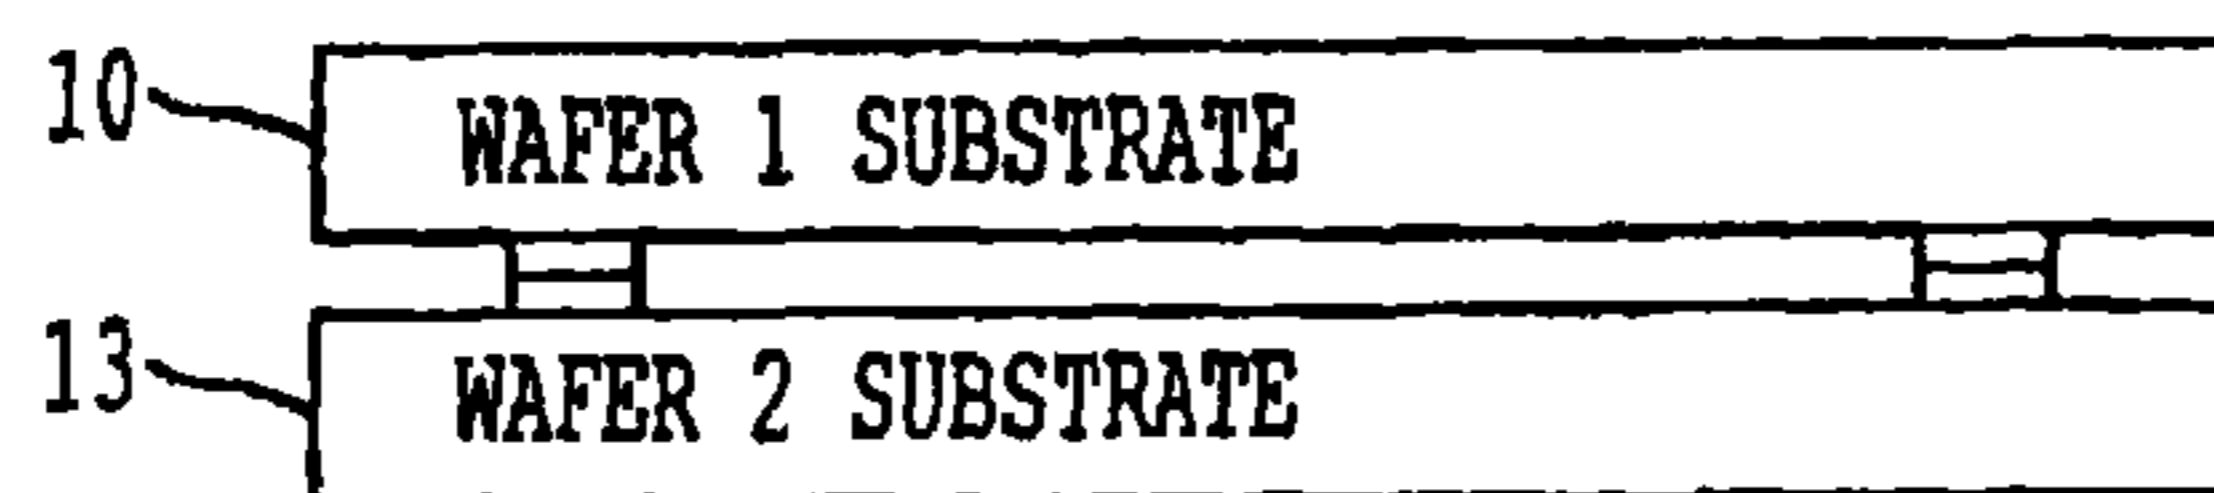 10 WAFER 1 SUBSTRATE
13 WAFER 2 SUBSTRATE